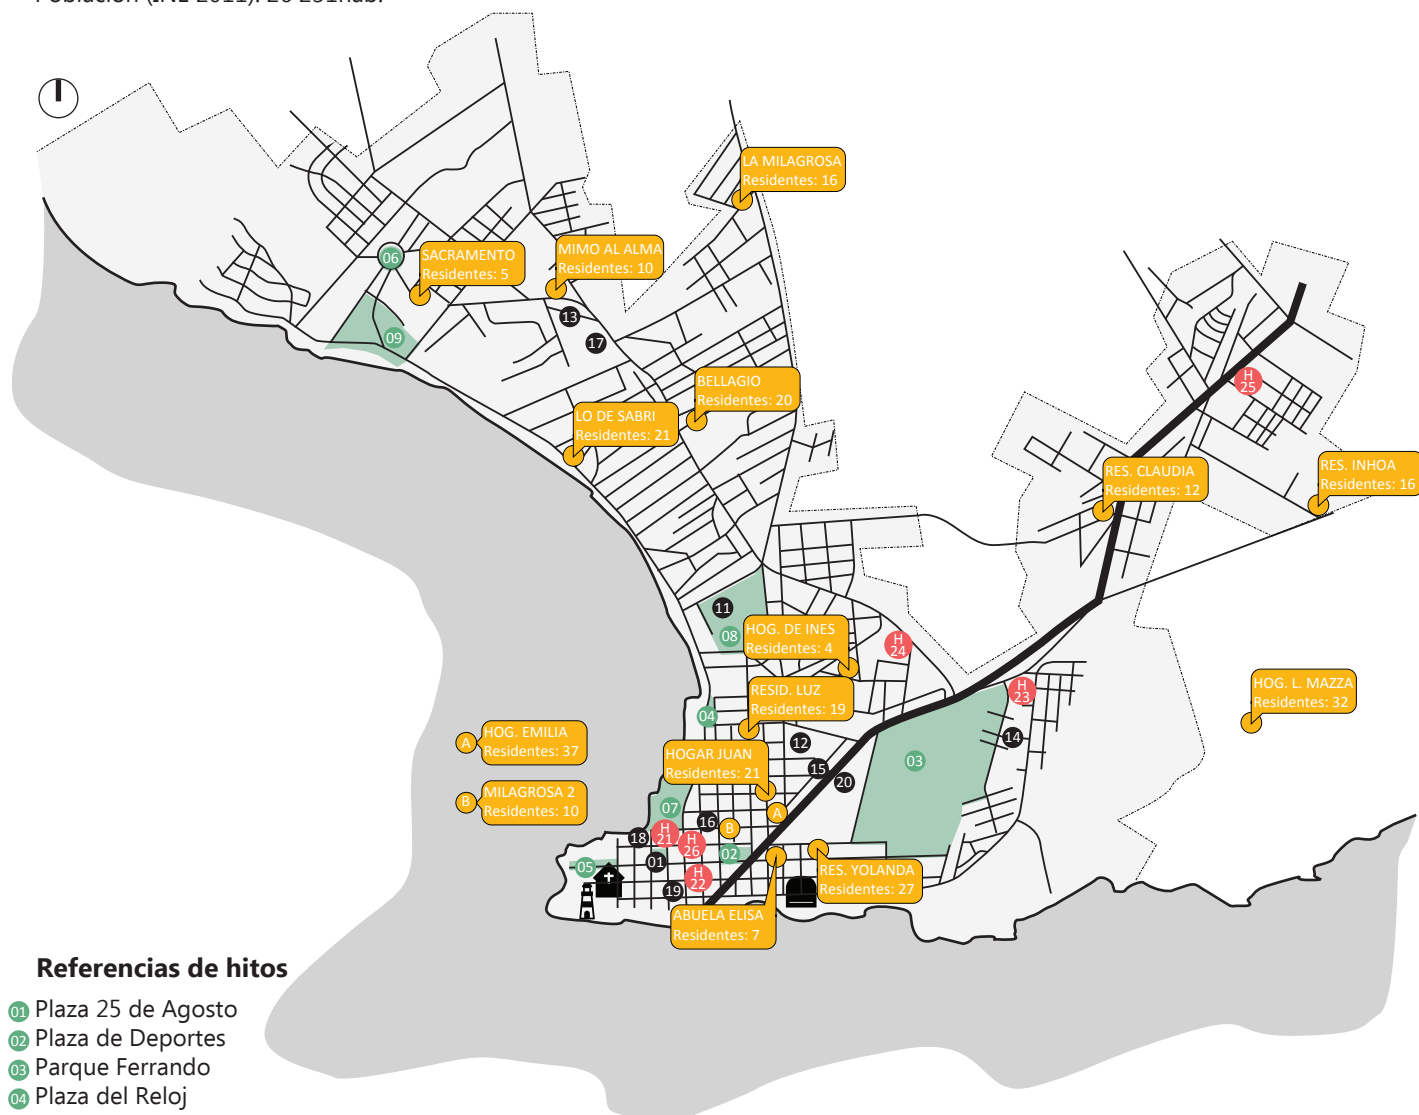 LA MILAGROSA
Residentes: 16
06
SACRAMENTO
Residentes: 5
MIMO AL ALMA
Residentes: 10
13
17
09
BELLAGIO
Residentes: 20
LO DE SABRI
Residentes: 21
H
25
RES. CLAUDIA
Residentes: 12
RES. INHOA
Residentes: 16
11
08
HOG. DE INES
Residentes: 4
H
24
RESID. LUZ
Residentes: 19
H
23
HOG. L. MAZZA
Residentes: 32
04
A
HOG. EMILIA
Residentes: 37
12
14
HOGAR JUAN
Residentes: 21
15
20
03
B
MILAGROSA 2
Residentes: 10
07
16
A
B
18
H
21
H
26
02
01
05
H
22
19
RES. YOLANDA
Residentes: 27
ABUELA ELISA
Residentes: 7
Referencias de hitos
01 Plaza 25 de Agosto
02 Plaza de Deportes
03 Parque Ferrando
04 Plaza del Reloj